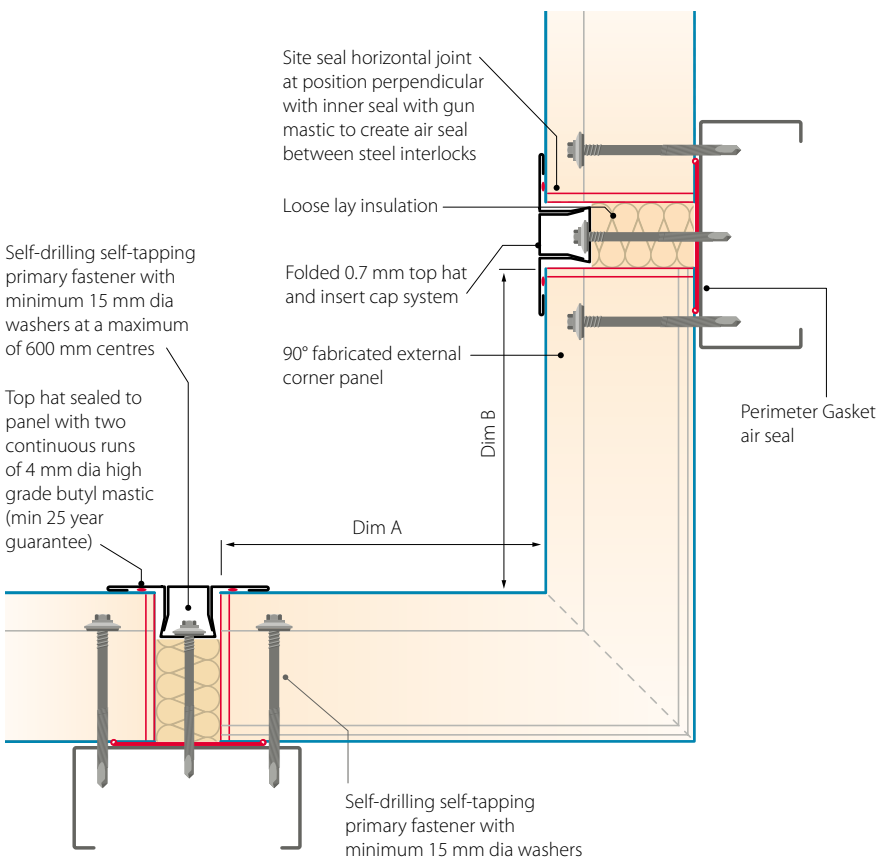 Site seal horizontal joint
at position perpendicular
with inner seal with gun
mastic to create air seal
between steel interlocks
Loose lay insulation
Folded 0.7 mm top hat
and insert cap system
90° fabricated external
corner panel
Self-drilling self-tapping
primary fastener with
minimum 15 mm dia
washers at a maximum
of 600 mm centres
Top hat sealed to
panel with two
continuous runs
of 4 mm dia high
grade butyl mastic
(min 25 year
guarantee)
Dim B
Dim A
Perimeter Gasket
air seal
Self-drilling self-tapping
primary fastener with
minimum 15 mm dia washers